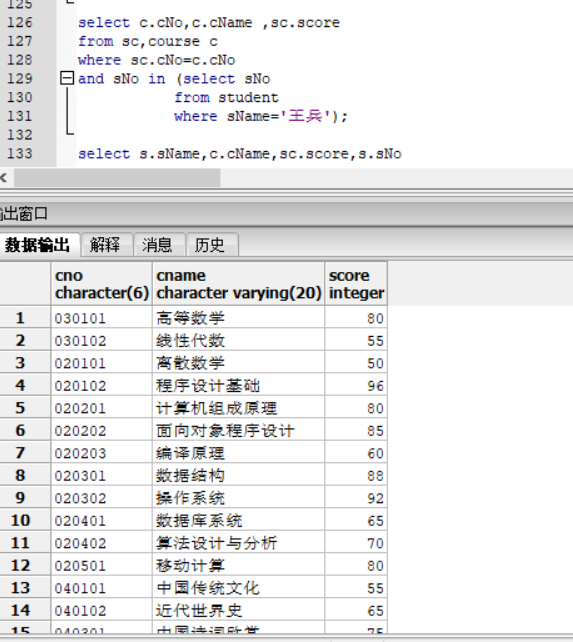 125
126 select c.cNo,c.cName ,sc.score
127 from sc,course c
128 where sc.cNo=c.cNo
129 and sNo in (select sNo
130 from student
131 where sName='王兵');
132
133 select s.sName,c.cName,sc.score,s.sNo
出窗口
数据输出 解释 消息 历史
cno cname score
character(6) character varying(20) integer
1 030101 高等数学 80
2 030102 线性代数 55
3 020101 离散数学 50
4 020102 程序设计基础 96
5 020201 计算机组成原理 80
6 020202 面向对象程序设计 85
7 020203 编译原理 60
8 020301 数据结构 88
9 020302 操作系统 92
10 020401 数据库系统 65
11 020402 算法设计与分析 70
12 020501 移动计算 80
13 040101 中国传统文化 55
14 040102 近代世界史 65
15 040301 中国诗词欣赏 75